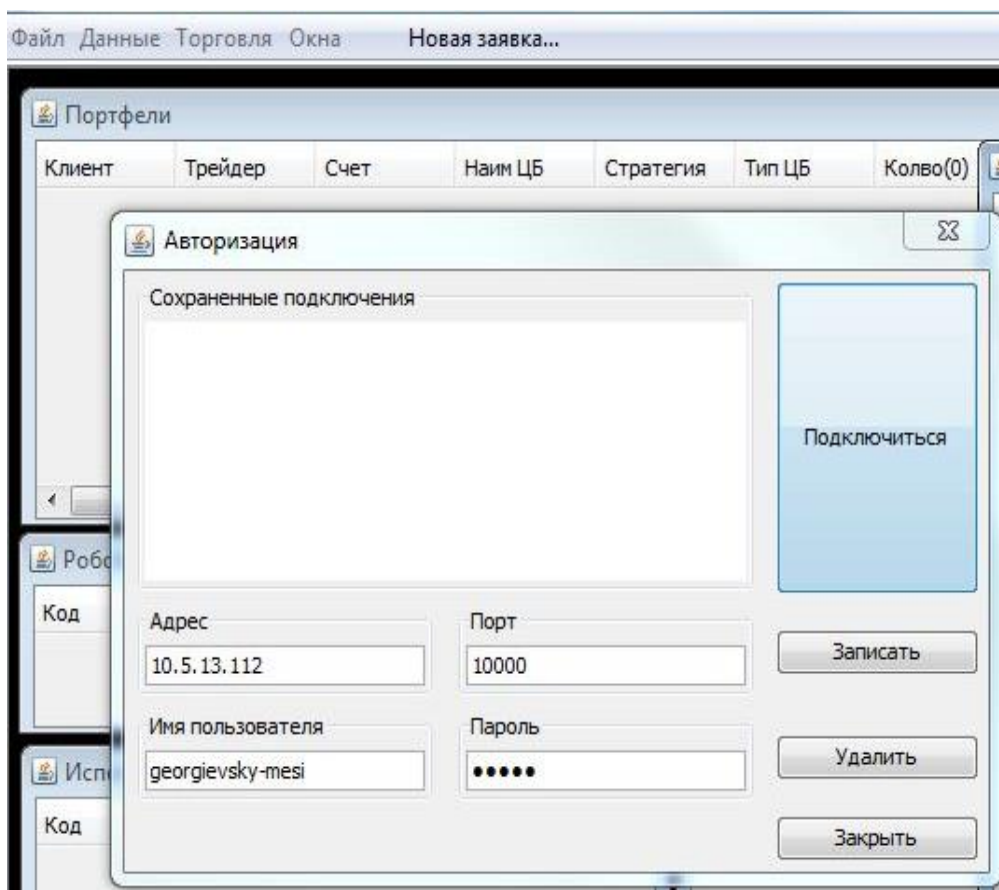 Файл Данные Торговля Окна Новая заявка...
Портфели
Клиент Трейдер Счет Наим ЦБ Стратегия Тип ЦБ Колво(0)
Авторизация
Сохраненные подключения
Подключиться
Робо
Код
Адрес Порт
10.5.13.112 10000 Записать
Имя пользователя Пароль
georgievsky-mesi ••••• Удалить
Испо
Код
Закрыть